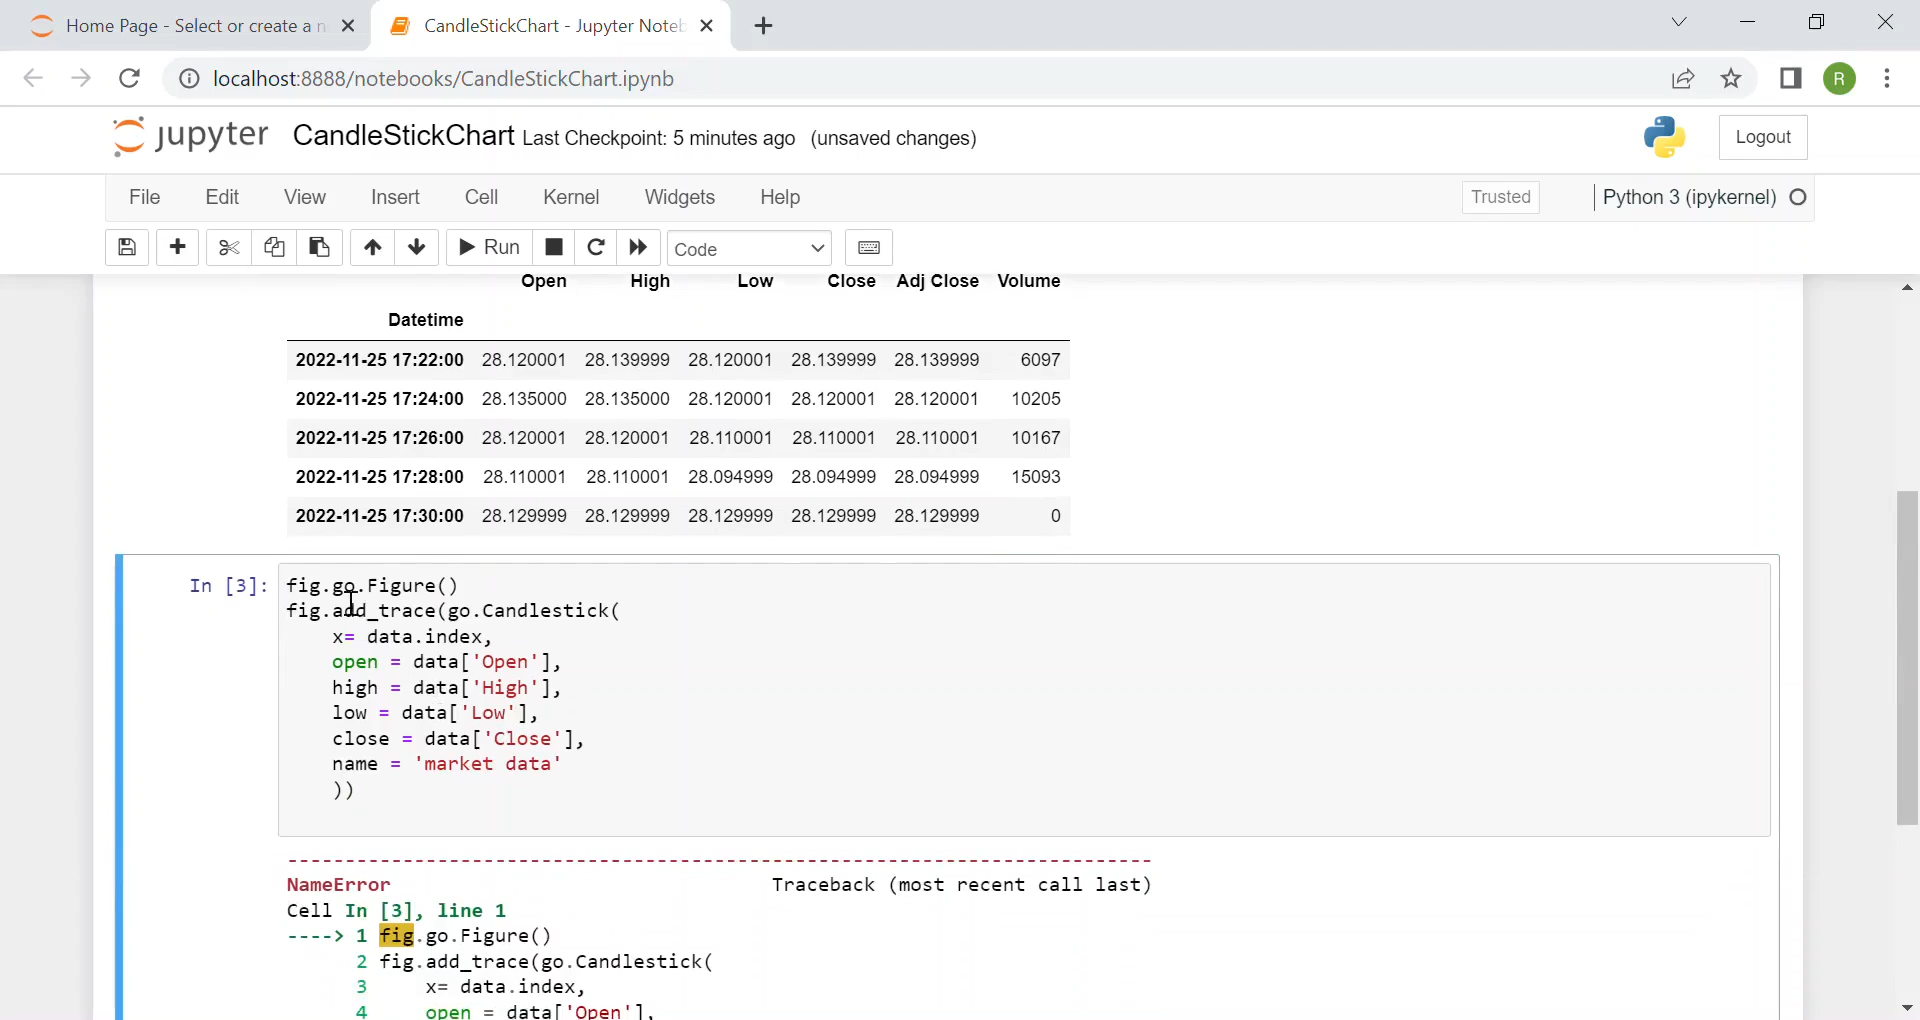 Home Page - Select or create a n
CandleStickChart - Jupyter Noteb
localhost:8888/notebooks/CandleStickChart.ipynb
R
jupyter CandleStickChart Last Checkpoint: 5 minutes ago (unsaved changes)
Logout
File Edit View Insert Cell Kernel Widgets Help
Trusted
Python 3 (ipykernel)
Run
Code
Open High Low Close Adj Close Volume
Datetime
2022-11-25 17:22:00 28.120001 28.139999 28.120001 28.139999 28.139999 6097
2022-11-25 17:24:00 28.135000 28.135000 28.120001 28.120001 28.120001 10205
2022-11-25 17:26:00 28.120001 28.120001 28.110001 28.110001 28.110001 10167
2022-11-25 17:28:00 28.110001 28.110001 28.094999 28.094999 28.094999 15093
2022-11-25 17:30:00 28.129999 28.129999 28.129999 28.129999 28.129999 0
In [3]: fig.go.Figure()
fig.add_trace(go.Candlestick(
x= data.index,
open = data['Open'],
high = data['High'],
low = data['Low'],
close = data['Close'],
name = 'market data'
))
---------------------------------------------------------------------------
NameError Traceback (most recent call last)
Cell In [3], line 1
----> 1 fig.go.Figure()
2 fig.add_trace(go.Candlestick(
3 x= data.index,
4 open = data['Open'],